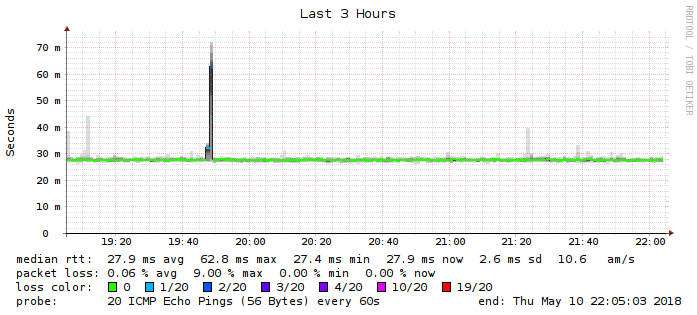 Last 3 Hours
RRDTOOL / TOBI OETIKER
Seconds
70 m
60 m
50 m
40 m
30 m
20 m
10 m
0
19:20 19:40 20:00 20:20 20:40 21:00 21:20 21:40 22:00
median rtt: 27.9 ms avg 62.8 ms max 27.4 ms min 27.9 ms now 2.6 ms sd 10.6 am/s
packet loss: 0.06 % avg 9.00 % max 0.00 % min 0.00 % now
loss color: 0 1/20 2/20 3/20 4/20 10/20 19/20
probe: 20 ICMP Echo Pings (56 Bytes) every 60s end: Thu May 10 22:05:03 2018